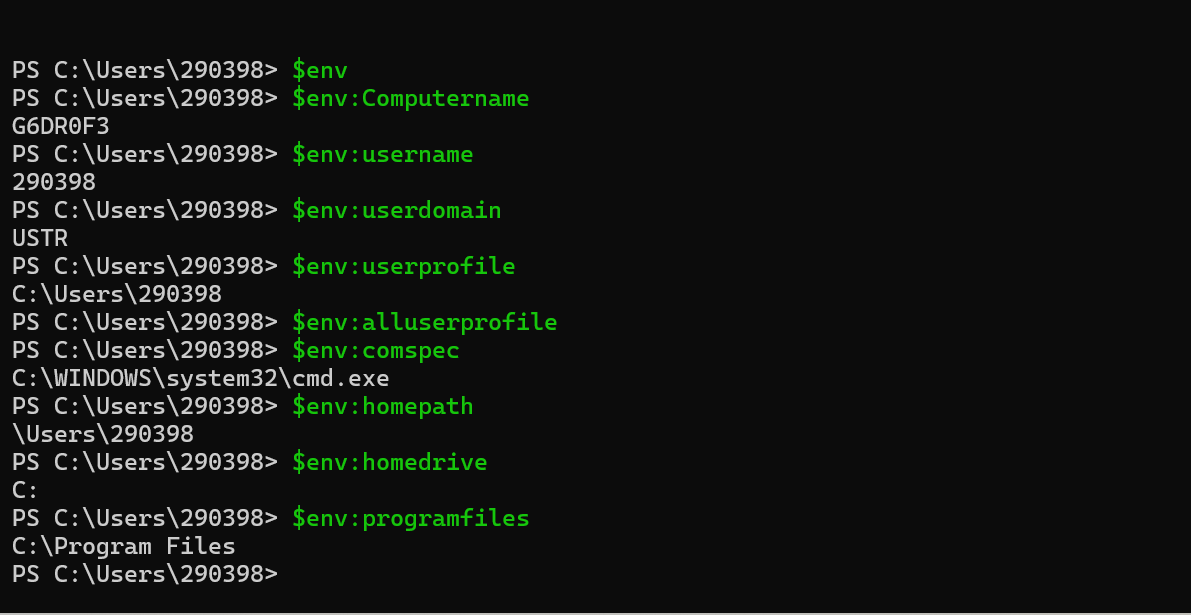 PS C:\Users\290398> $env
PS C:\Users\290398> $env:Computername
G6DR0F3
PS C:\Users\290398> $env:username
290398
PS C:\Users\290398> $env:userdomain
USTR
PS C:\Users\290398> $env:userprofile
C:\Users\290398
PS C:\Users\290398> $env:alluserprofile
PS C:\Users\290398> $env:comspec
C:\WINDOWS\system32\cmd.exe
PS C:\Users\290398> $env:homepath
\Users\290398
PS C:\Users\290398> $env:homedrive
C:
PS C:\Users\290398> $env:programfiles
C:\Program Files
PS C:\Users\290398>